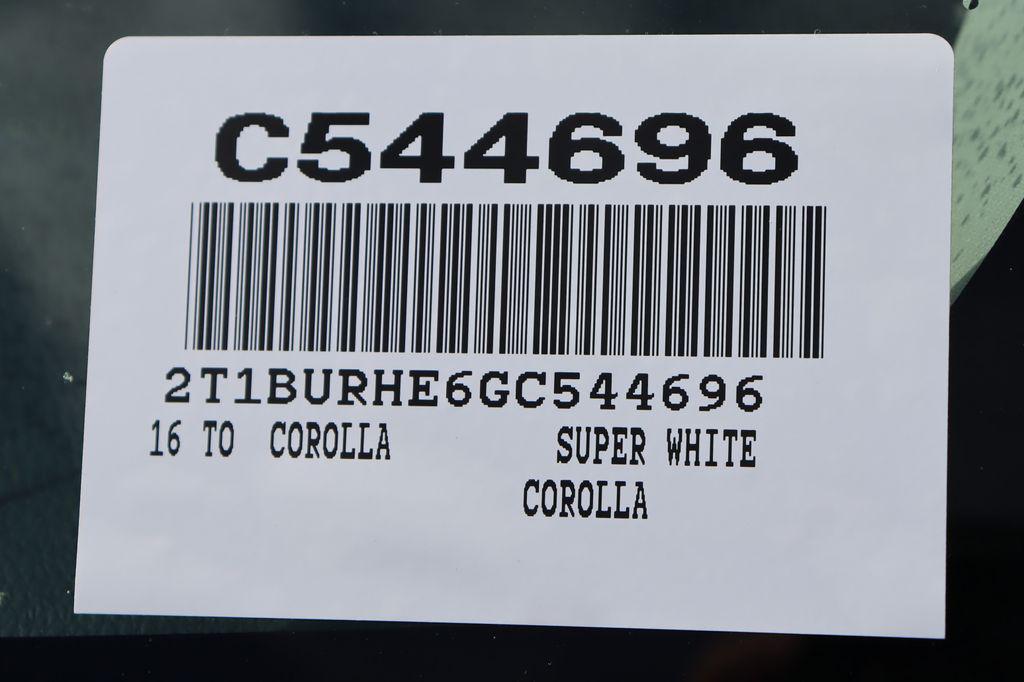 C544696
2T1BURHE6GC544696
16 TO COROLLA SUPER WHITE
COROLLA